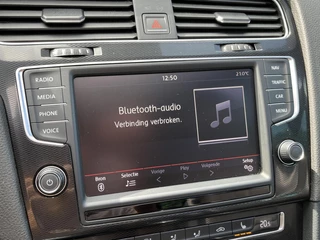 12:50
21.0°C
RADIO
MEDIA
PHONE
VOICE
NAV
TRAFFIC
CAR
MENU
Bluetooth-audio
Verbinding verbroken.
Bron
Selectie
Vorige
Play
Volgende
Setup